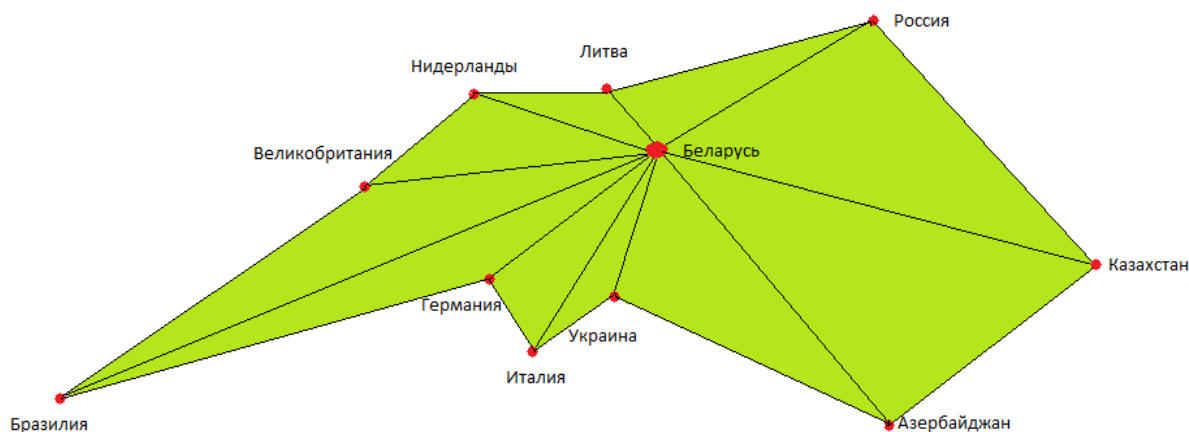 Россия
Литва
Нидерланды
Беларусь
Великобритания
Казахстан
Германия
Украина
Италия
Азербайджан
Бразилия